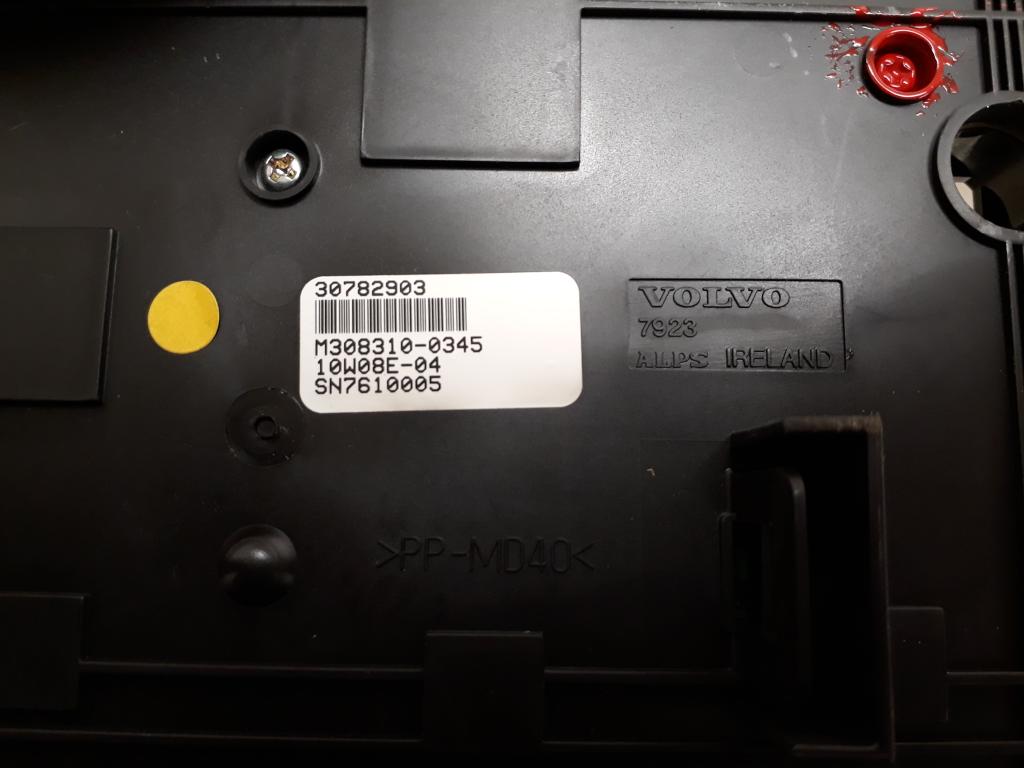 30782903
M308310-0345
10W08E-04
SN7610005
VOLVO
7923
ALPS IRELAND
>PP-MD40<